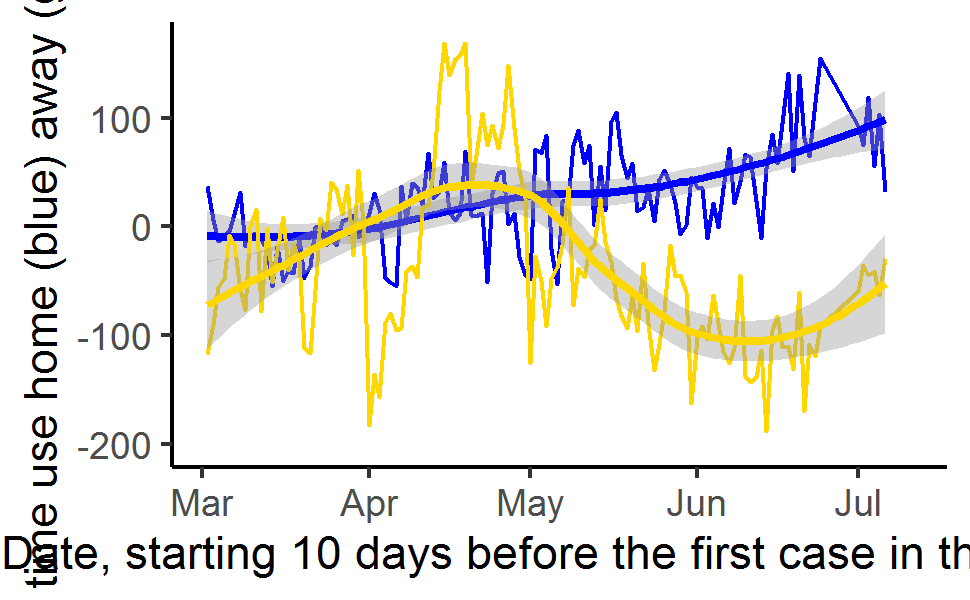 time use home (blue) away (
100
0
-100
-200
Mar Apr May Jun Jul
Date, starting 10 days before the first case in th